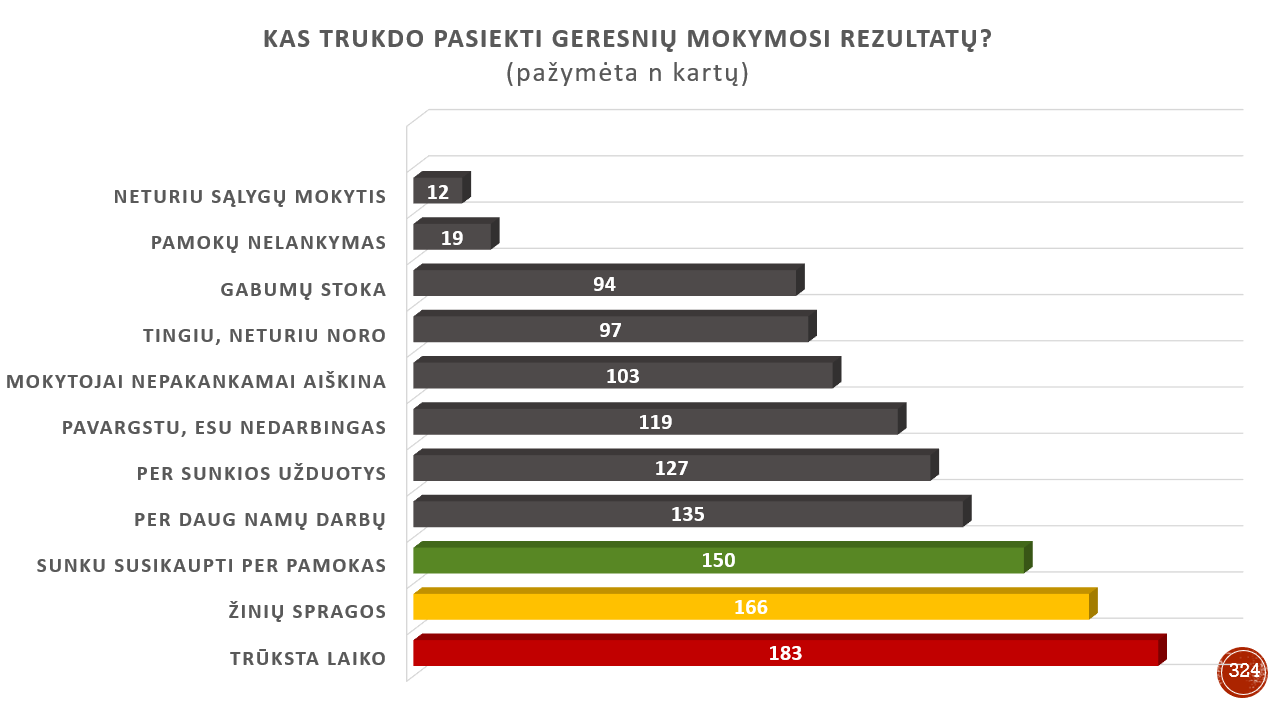 KAS TRUKDO PASIEKTI GERESNIŲ MOKYMOSI REZULTATŲ?
(pažymėta n kartų)
NETURIU SĄLYGŲ MOKYTIS 12
PAMOKŲ NELANKYMAS 19
GABUMŲ STOKA 94
TINGIU, NETURIU NORO 97
MOKYTOJAI NEPAKANKAMAI AIŠKINA 103
PAVARGSTU, ESU NEDARBINGAS 119
PER SUNKIOS UŽDUOTYS 127
PER DAUG NAMŲ DARBŲ 135
SUNKU SUSIKAUPTI PER PAMOKAS 150
ŽINIŲ SPRAGOS 166
TRŪKSTA LAIKO 183
324